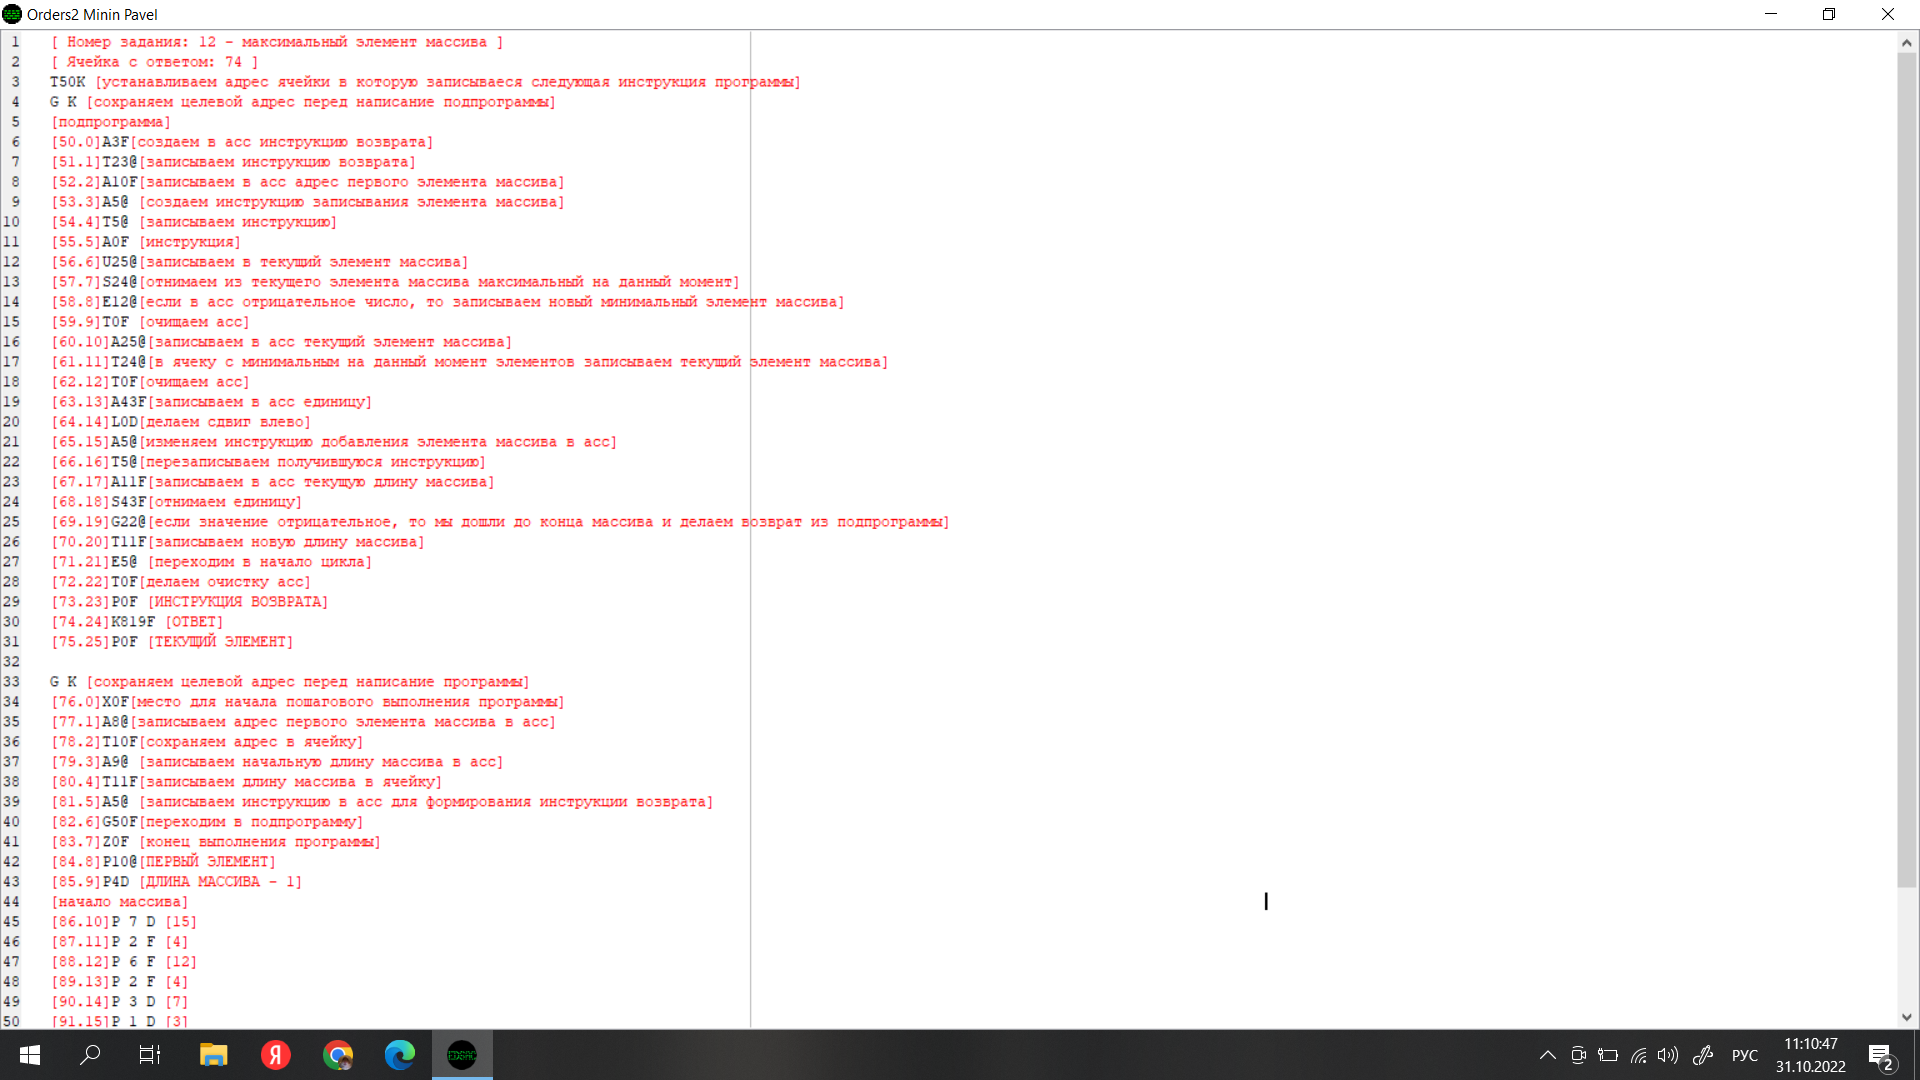 Orders2 Minin Pavel
1 [ Номер задания: 12 - максимальный элемент массива ]
2 [ Ячейка с ответом: 74 ]
3 T50K [устанавливаем адрес ячейки в которую записываеся следующая инструкция программы]
4 G K [сохраняем целевой адрес перед написание подпрограммы]
5 [подпрограмма]
6 [50.0]A3F[создаем в асс инструкцию возврата]
7 [51.1]T23@[записываем инструкцию возврата]
8 [52.2]A10F[записываем в асс адрес первого элемента массива]
9 [53.3]A5@ [создаем инструкцию записывания элемента массива]
10 [54.4]T5@ [записываем инструкцию]
11 [55.5]A0F [инструкция]
12 [56.6]U25@[записываем в текущий элемент массива]
13 [57.7]S24@[отнимаем из текущего элемента массива максимальный на данный момент]
14 [58.8]E12@[если в асс отрицательное число, то записываем новый минимальный элемент массива]
15 [59.9]T0F [очищаем асс]
16 [60.10]A25@[записываем в асс текущий элемент массива]
17 [61.11]T24@[в ячеку с минимальным на данный момент элементов записываем текущий элемент массива]
18 [62.12]T0F[очищаем асс]
19 [63.13]A43F[записываем в асс единицу]
20 [64.14]L0D[делаем сдвиг влево]
21 [65.15]A5@[изменяем инструкцию добавления элемента массива в асс]
22 [66.16]T5@[перезаписываем получившуюся инструкцию]
23 [67.17]A11F[записываем в асс текущую длину массива]
24 [68.18]S43F[отнимаем единицу]
25 [69.19]G22@[если значение отрицательное, то мы дошли до конца массива и делаем возврат из подпрограммы]
26 [70.20]T11F[записываем новую длину массива]
27 [71.21]E5@ [переходим в начало цикла]
28 [72.22]T0F[делаем очистку асс]
29 [73.23]P0F [ИНСТРУКЦИЯ ВОЗВРАТА]
30 [74.24]K819F [ОТВЕТ]
31 [75.25]P0F [ТЕКУЩИЙ ЭЛЕМЕНТ]
32
33 G K [сохраняем целевой адрес перед написание программы]
34 [76.0]X0F[место для начала пошагового выполнения программы]
35 [77.1]A8@[записываем адрес первого элемента массива в асс]
36 [78.2]T10F[сохраняем адрес в ячейку]
37 [79.3]A9@ [записываем начальную длину массива в асс]
38 [80.4]T11F[записываем длину массива в ячейку]
39 [81.5]A5@ [записываем инструкцию в асс для формирования инструкции возврата]
40 [82.6]G50F[переходим в подпрограмму]
41 [83.7]Z0F [конец выполнения программы]
42 [84.8]P10@[ПЕРВЫЙ ЭЛЕМЕНТ]
43 [85.9]P4D [ДЛИНА МАССИВА - 1]
44 [начало массива]
45 [86.10]P 7 D [15]
46 [87.11]P 2 F [4]
47 [88.12]P 6 F [12]
48 [89.13]P 2 F [4]
49 [90.14]P 3 D [7]
50 [91.15]P 1 D [3]
РУС
11:10:47
31.10.2022
2